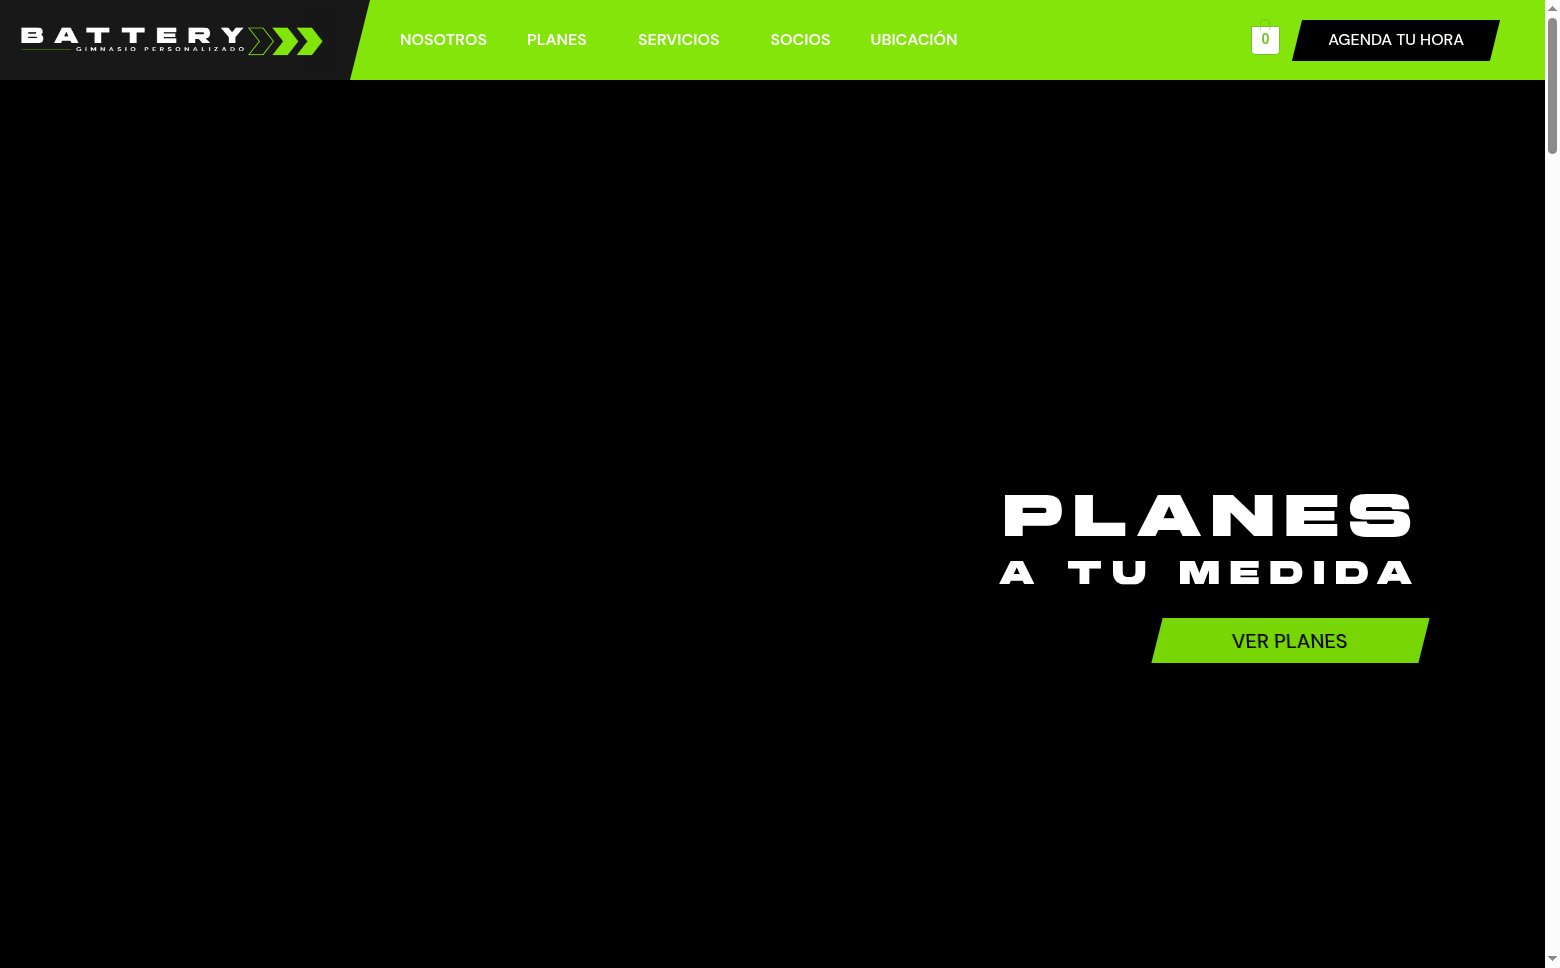 BATTERY
GIMNASIO PERSONALIZADO
NOSOTROS PLANES SERVICIOS SOCIOS UBICACIÓN
0
AGENDA TU HORA
PLANES
A TU MEDIDA
VER PLANES